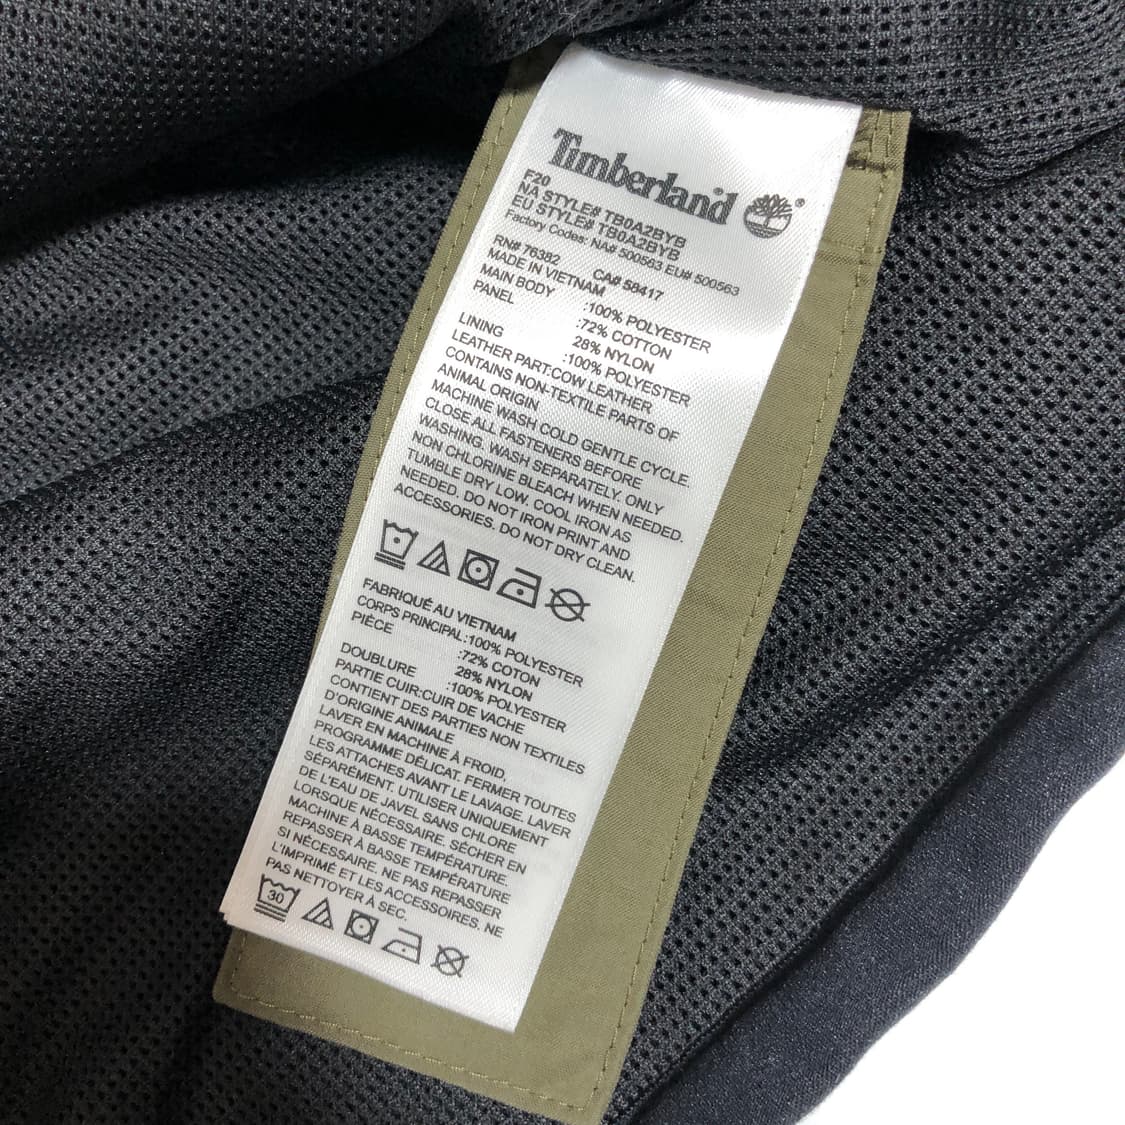 Timberland ®
F20
NA STYLE# TB0A2BYB
EU STYLE# TB0A2BYB
Factory Codes: NA# 500563 EU# 500563
RN# 76382 CA# 58417
MADE IN VIETNAM
MAIN BODY :100% POLYESTER
PANEL :72% COTTON
28% NYLON
LINING :100% POLYESTER
LEATHER PART:COW LEATHER
CONTAINS NON-TEXTILE PARTS OF
ANIMAL ORIGIN
MACHINE WASH COLD GENTLE CYCLE.
CLOSE ALL FASTENERS BEFORE
WASHING. WASH SEPARATELY. ONLY
NON CHLORINE BLEACH WHEN NEEDED.
TUMBLE DRY LOW. COOL IRON AS
NEEDED. DO NOT IRON PRINT AND
ACCESSORIES. DO NOT DRY CLEAN.
FABRIQUÉ AU VIETNAM
CORPS PRINCIPAL:100% POLYESTER
PIÈCE :72% COTON
28% NYLON
DOUBLURE :100% POLYESTER
PARTIE CUIR:CUIR DE VACHE
CONTIENT DES PARTIES NON TEXTILES
D'ORIGINE ANIMALE
LAVER EN MACHINE À FROID,
PROGRAMME DÉLICAT. FERMER TOUTES
LES ATTACHES AVANT LE LAVAGE. LAVER
SÉPARÉMENT. UTILISER UNIQUEMENT
DE L'EAU DE JAVEL SANS CHLORE
LORSQUE NÉCESSAIRE. SÉCHER EN
MACHINE À BASSE TEMPÉRATURE.
REPASSER À BASSE TEMPÉRATURE
SI NÉCESSAIRE. NE PAS REPASSER
L'IMPRIMÉ ET LES ACCESSOIRES. NE
PAS NETTOYER À SEC.
30